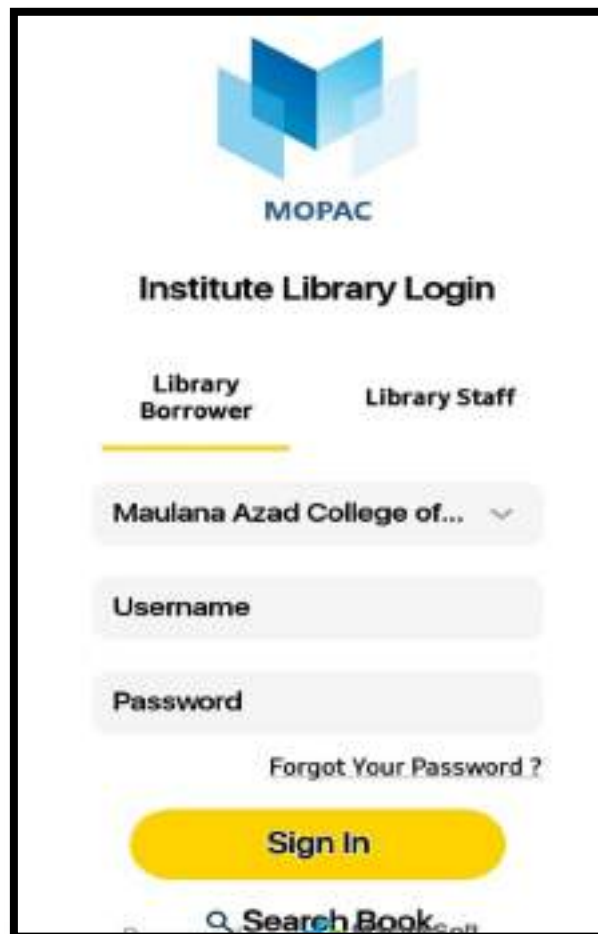 MOPAC
Institute Library Login
Library
Borrower
Library Staff
Maulana Azad College of...
Username
Password
Forgot Your Password ?
Sign In
Search Book